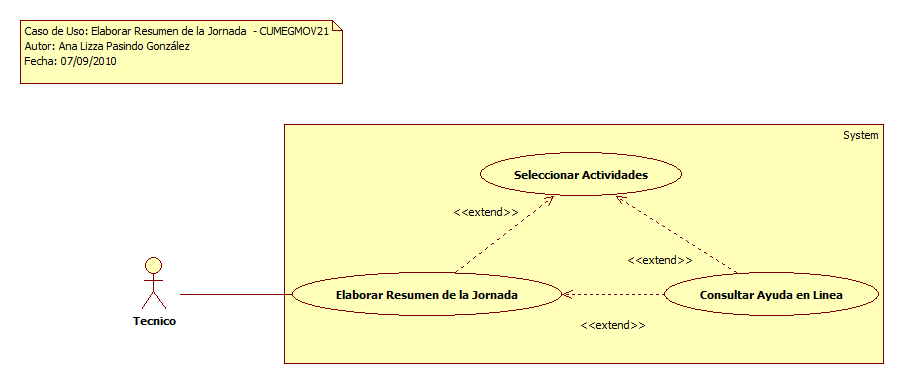 Caso de Uso: Elaborar Resumen de la Jornada - CUMEGMOV21
Autor: Ana Lizza Pasindo González
Fecha: 07/09/2010
System
Seleccionar Actividades
<<extend>>
<<extend>>
Elaborar Resumen de la Jornada
Consultar Ayuda en Linea
Tecnico
<<extend>>